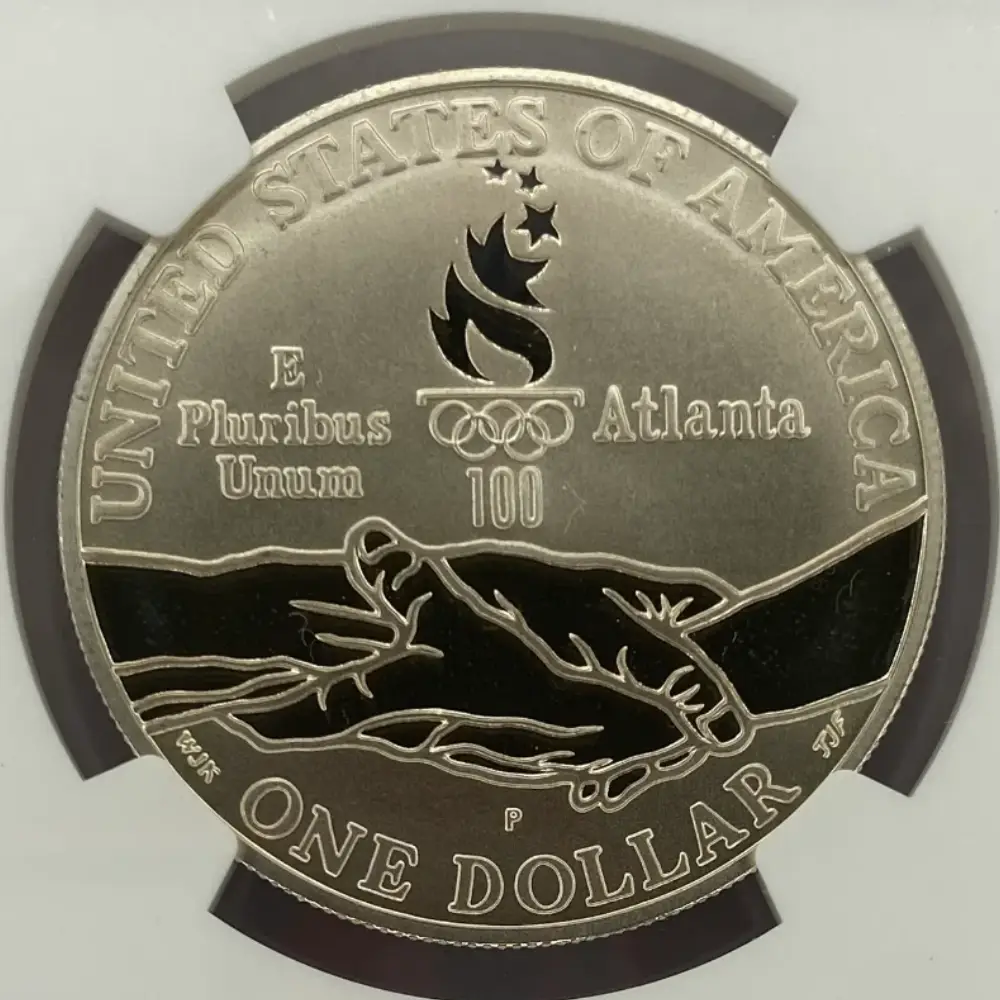 UNITED STATES OF AMERICA
E
Pluribus
Unum
Atlanta
100
WJK
TJF
P
ONE DOLLAR